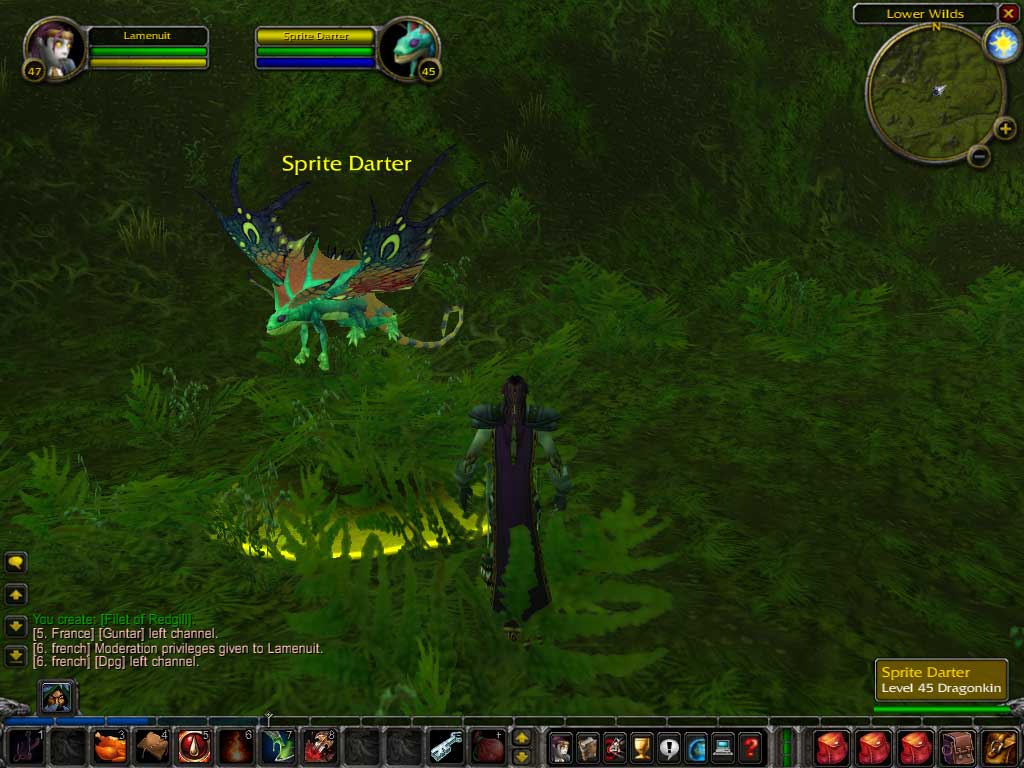 Lamenuit
47
Sprite Darter
45
Lower Wilds
N
Sprite Darter
You create: [Filet of Redgill].
[5. France] [Guntar] left channel.
[6. french] Moderation privileges given to Lamenuit.
[6. french] [Dpg] left channel.
Sprite Darter
Level 45 Dragonkin
1 3 4 5 6 7 8